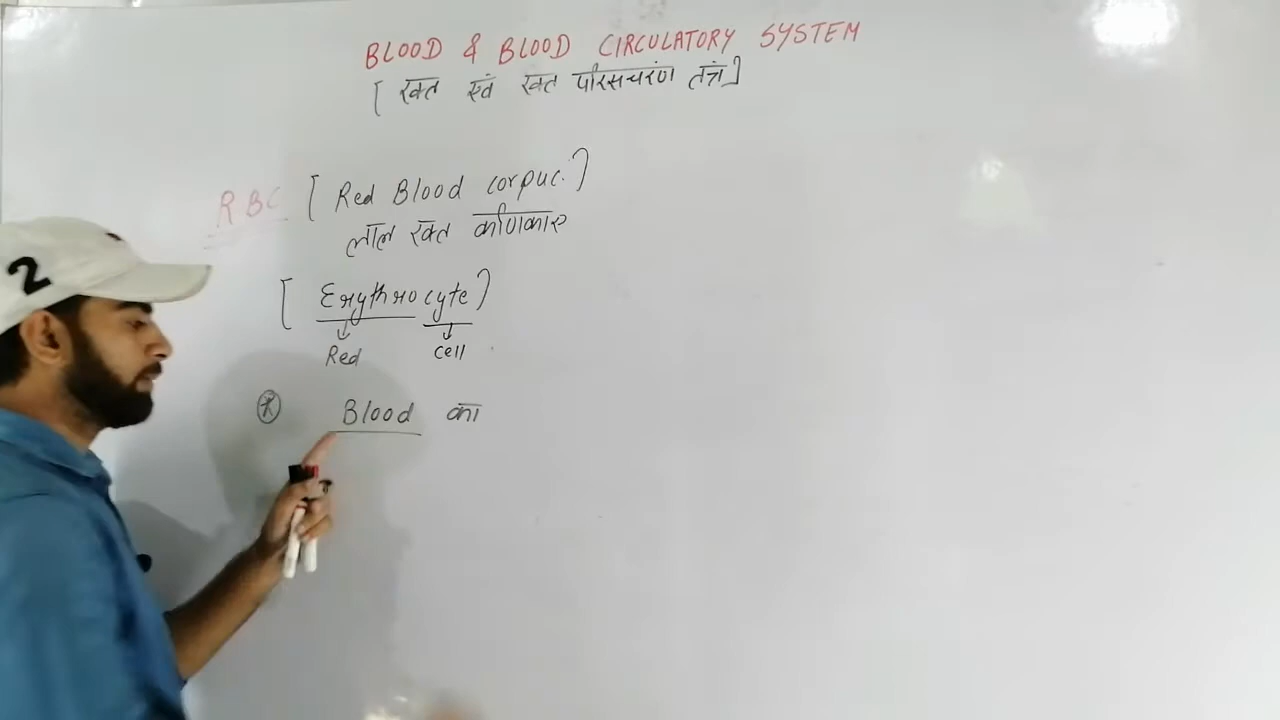 BLOOD & BLOOD CIRCULATORY SYSTEM
[ रक्त एवं रक्त परिसंचरण तंत्र ]
RBC [ Red Blood corpuc. ]
लाल रक्त कणिकाएं
[ Erythrocyte ]
Red cell
* Blood का
2